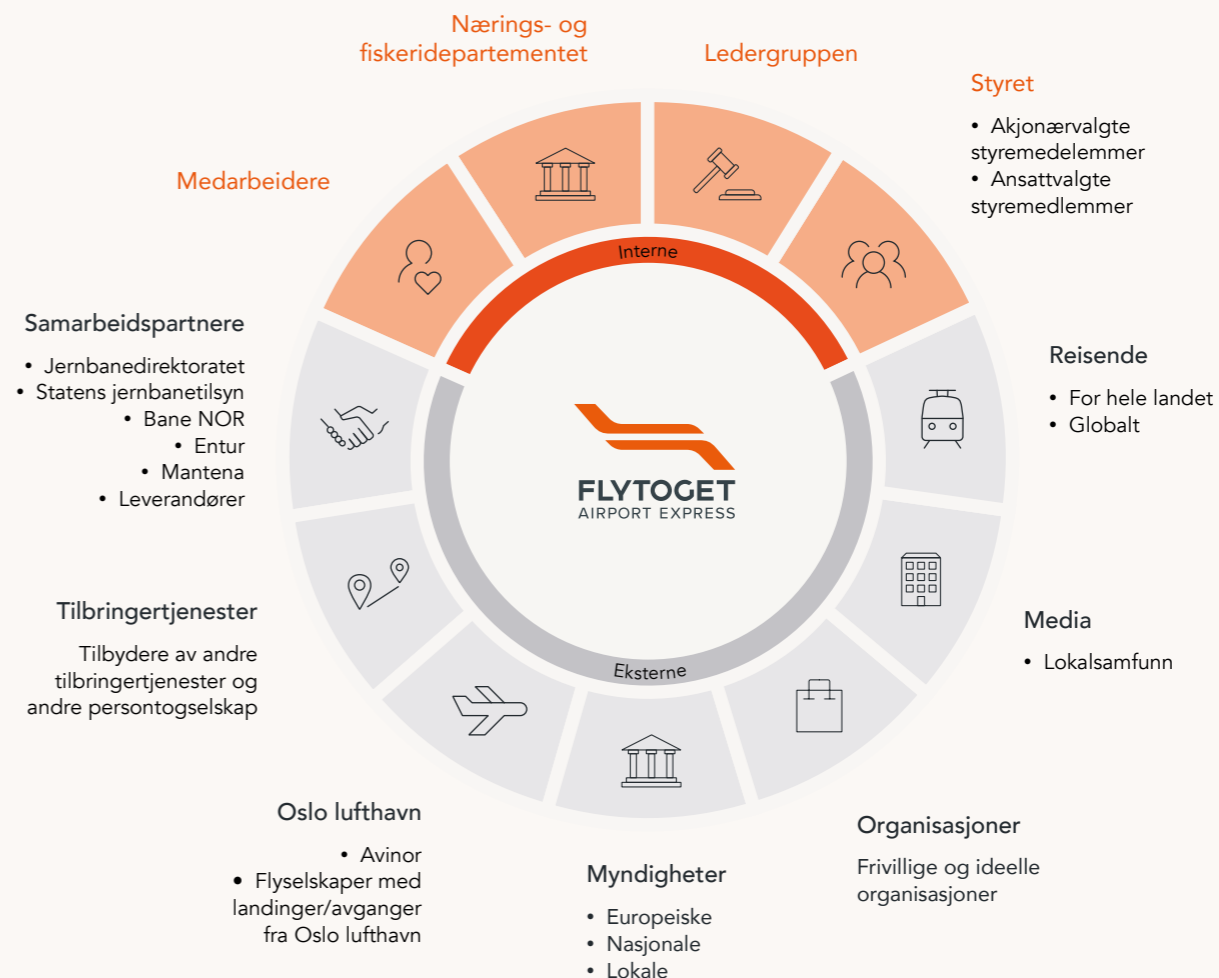 Nærings- og
fiskeridepartementet
Ledergruppen
Styret
• Akjonærvalgte
styremedelemmer
• Ansattvalgte
styremedlemmer
Medarbeidere
Interne
Samarbeidspartnere
• Jernbanedirektoratet
• Statens jernbanetilsyn
• Bane NOR
• Entur
• Mantena
• Leverandører
Reisende
• For hele landet
• Globalt
FLYTOGET
AIRPORT EXPRESS
Tilbringertjenester
Tilbydere av andre
tilbringertjenester og
andre persontogselskap
Media
• Lokalsamfunn
Eksterne
Oslo lufthavn
• Avinor
• Flyselskaper med
landinger/avganger
fra Oslo lufthavn
Myndigheter
• Europeiske
• Nasjonale
• Lokale
Organisasjoner
Frivillige og ideelle
organisasjoner